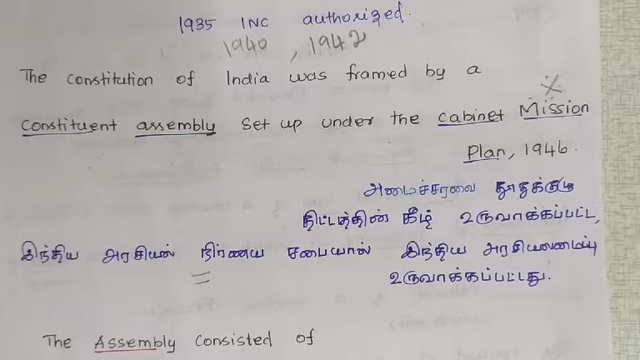 1935 INC authorized.
1940, 1942
The constitution of India was framed by a
constituent assembly set up under the cabinet Mission
Plan, 1946.
அமைச்சரவை தூதுக்குழு
திட்டத்தின் கீழ் உருவாக்கப்பட்ட,
இந்திய அரசியல் நிர்ணய சபையால் இந்திய அரசியலமைப்பு
உருவாக்கப்பட்டது.
The Assembly consisted of